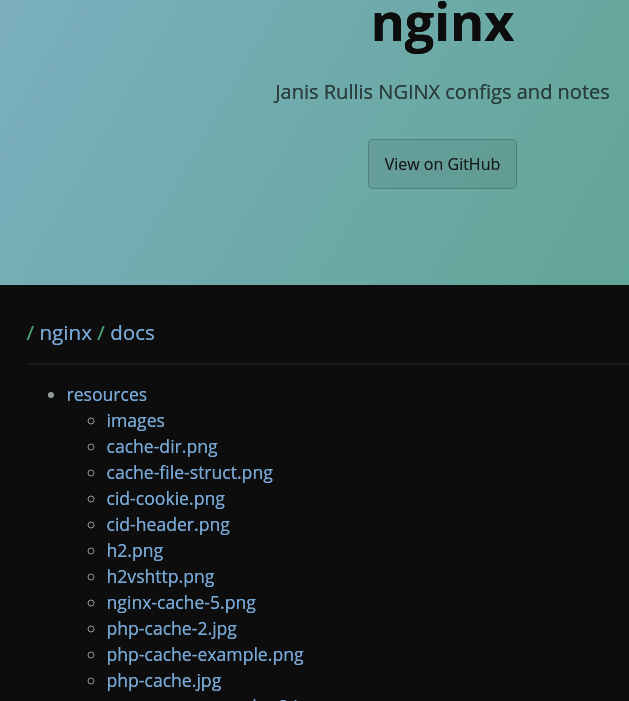 nginx
Janis Rullis NGINX configs and notes
View on GitHub
/ nginx / docs
resources
images
cache-dir.png
cache-file-struct.png
cid-cookie.png
cid-header.png
h2.png
h2vshttp.png
nginx-cache-5.png
php-cache-2.jpg
php-cache-example.png
php-cache.jpg